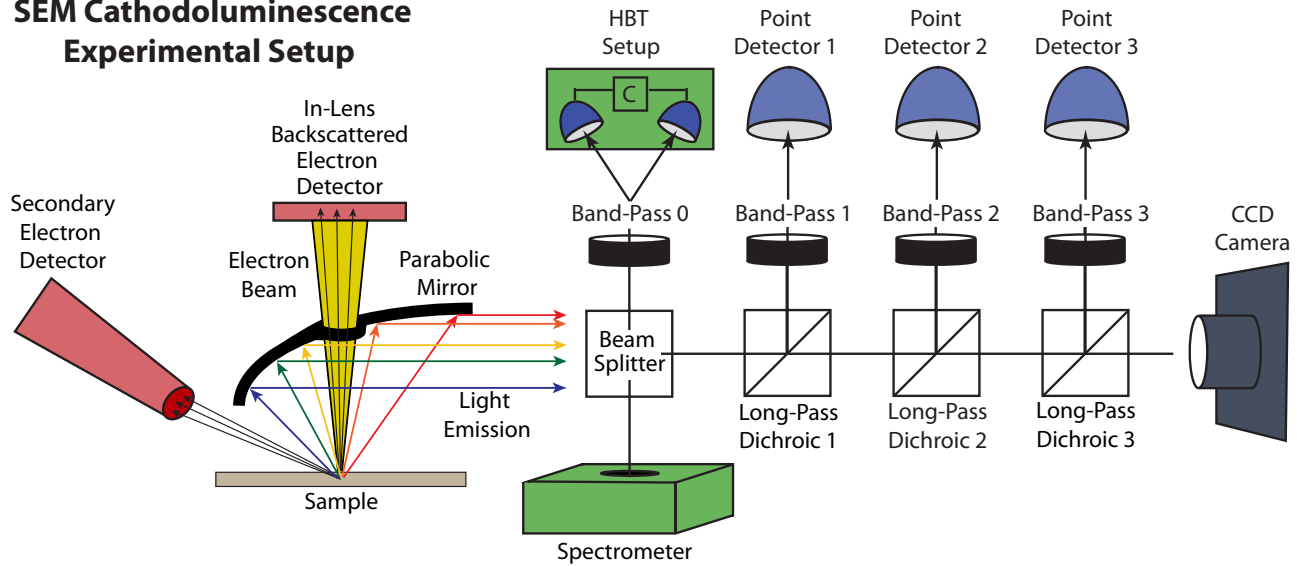 SEM Cathodoluminescence
Experimental Setup
HBT
Setup
Point
Detector 1
Point
Detector 2
Point
Detector 3
C
In-Lens
Backscattered
Electron
Detector
Secondary
Electron
Detector
Electron
Beam
Parabolic
Mirror
Band-Pass 0
Band-Pass 1
Band-Pass 2
Band-Pass 3
CCD
Camera
Beam
Splitter
Light
Emission
Long-Pass
Dichroic 1
Long-Pass
Dichroic 2
Long-Pass
Dichroic 3
Sample
Spectrometer